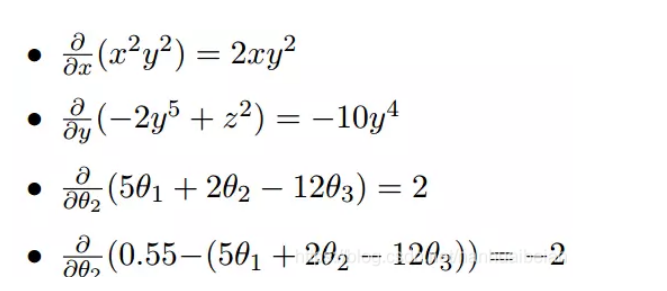 • ∂/∂x (x²y²) = 2xy²
• ∂/∂y (−2y⁵ + z²) = −10y⁴
• ∂/∂θ₂ (5θ₁ + 2θ₂ − 12θ₃) = 2
• ∂/∂θ₂ (0.55−(5θ₁ + 2θ₂ − 12θ₃)) = −2